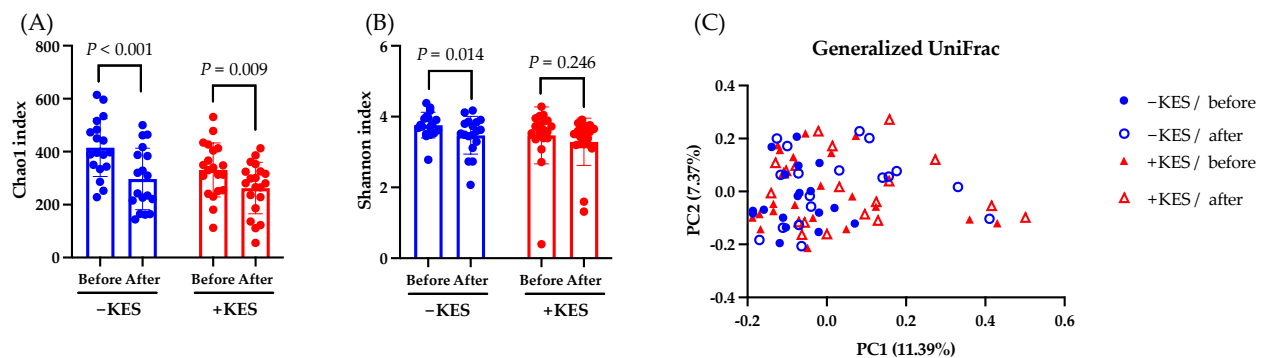 (A)
Chao1 index
800
600
400
200
0
P < 0.001
P = 0.009
Before After
Before After
−KES
+KES
(B)
Shannon index
6
4
2
0
P = 0.014
P = 0.246
Before After
Before After
−KES
+KES
(C)
Generalized UniFrac
PC2 (7.37%)
0.4
0.2
0.0
-0.2
-0.4
-0.2
0.0
0.2
0.4
0.6
PC1 (11.39%)
−KES / before
−KES / after
+KES / before
+KES / after